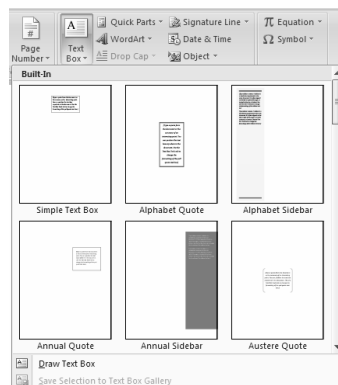 Quick Parts
Signature Line
π Equation
A
WordArt
Date & Time
Ω Symbol
Page Number
Text Box
Drop Cap
Object
Built-In
Simple Text Box
Alphabet Quote
Alphabet Sidebar
Annual Quote
Annual Sidebar
Austere Quote
Draw Text Box
Save Selection to Text Box Gallery